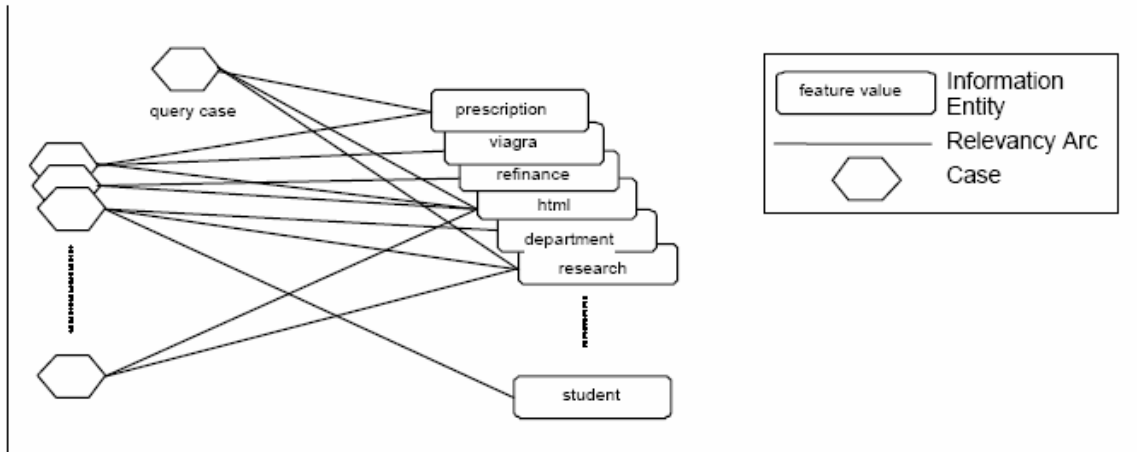 query case
prescription
viagra
refinance
html
department
research
student
feature value
Information
Entity
Relevancy Arc
Case